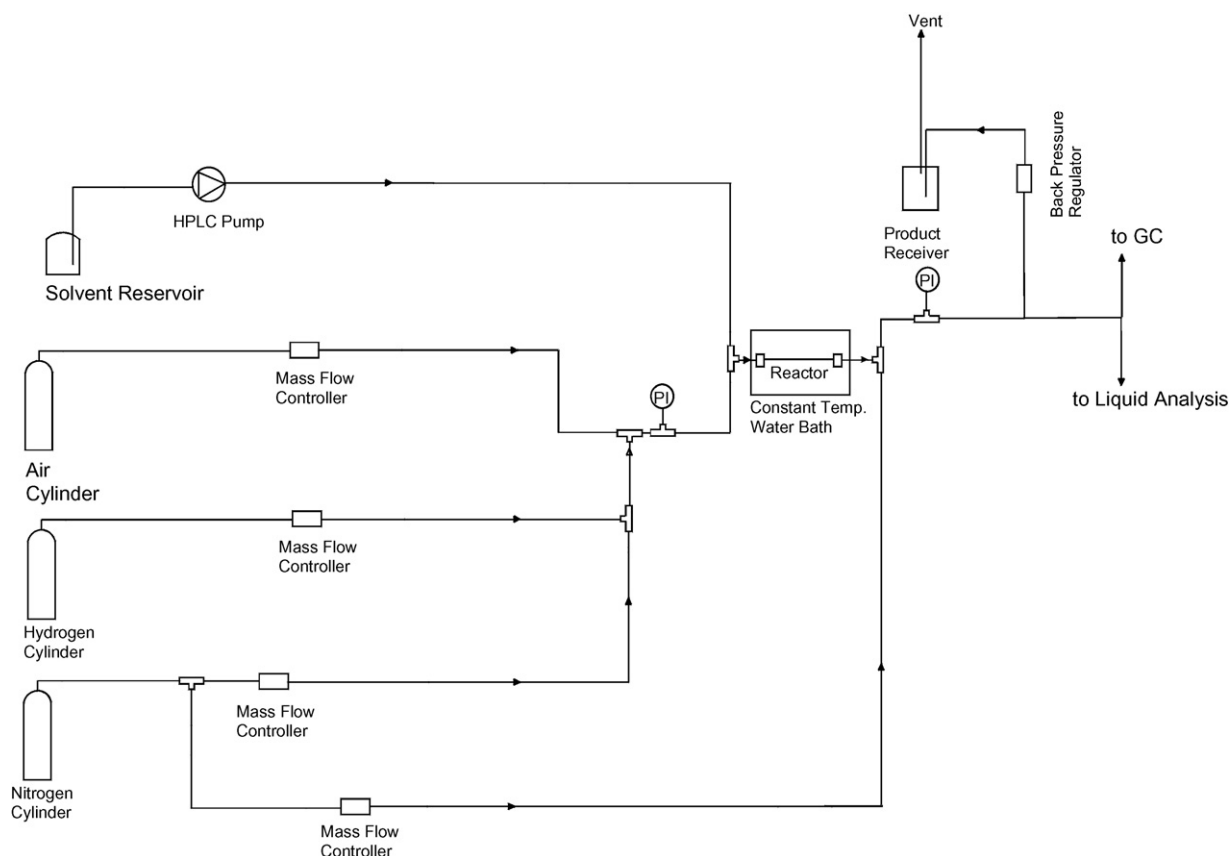 Vent
Back Pressure
Regulator
HPLC Pump
Solvent Reservoir
Product
Receiver
to GC
PI
Mass Flow
Controller
Reactor
Constant Temp.
Water Bath
to Liquid Analysis
PI
Air
Cylinder
Mass Flow
Controller
Hydrogen
Cylinder
Mass Flow
Controller
Nitrogen
Cylinder
Mass Flow
Controller